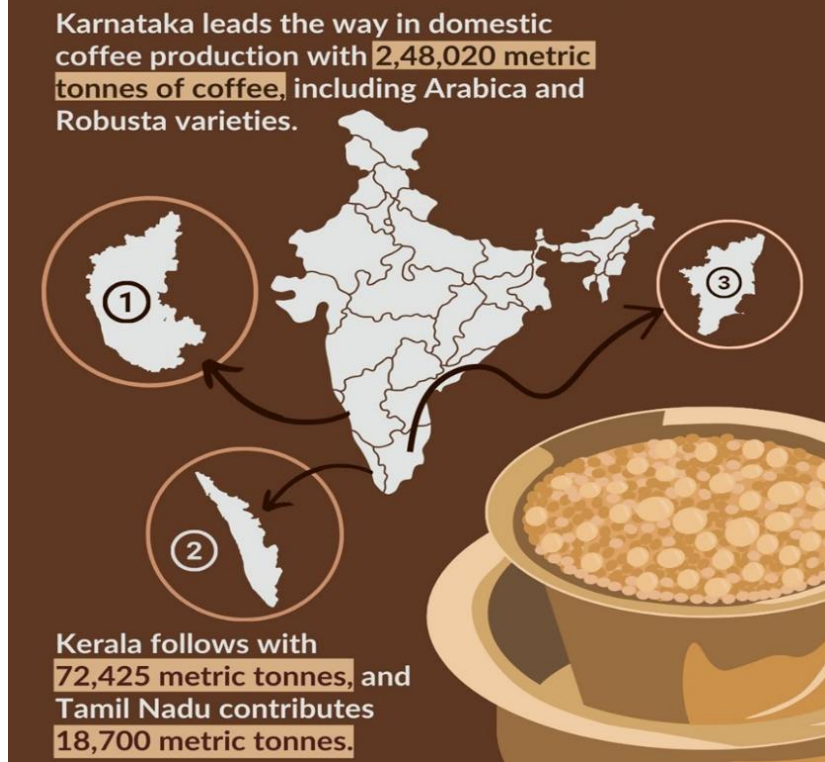 Karnataka leads the way in domestic
coffee production with 2,48,020 metric
tonnes of coffee, including Arabica and
Robusta varieties.
1
3
2
Kerala follows with
72,425 metric tonnes, and
Tamil Nadu contributes
18,700 metric tonnes.